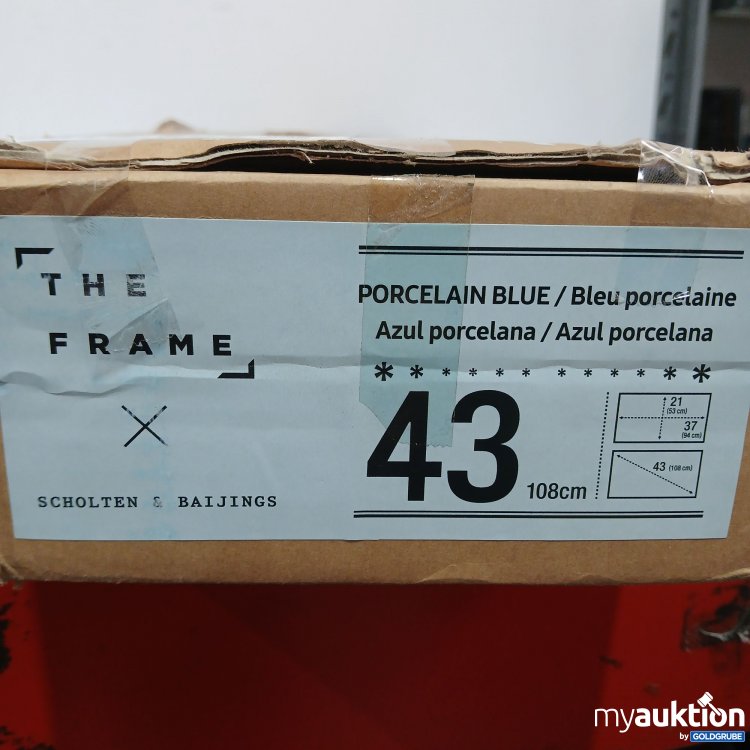 THE
FRAME
SCHOLTEN & BAIJINGS
PORCELAIN BLUE / Bleu porcelaine
Azul porcelana / Azul porcelana
* * * * * * * * * * * *
43 108cm
21
(53 cm)
37
(94 cm)
43 (108 cm)
myauktion
by GOLDGRUBE